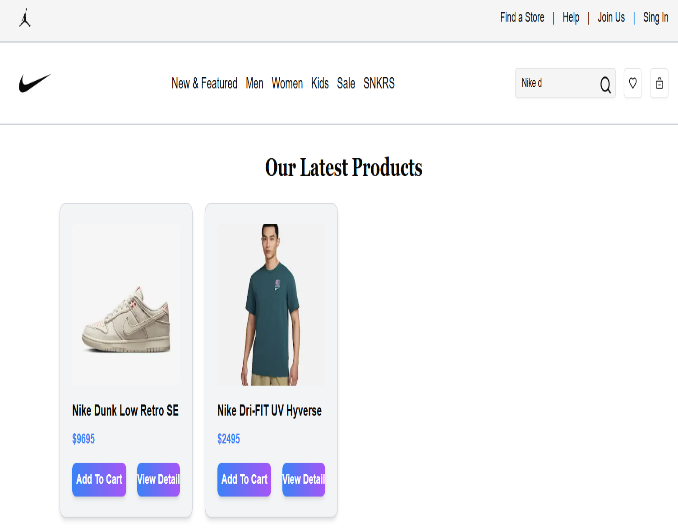 Find a Store | Help | Join Us | Sing In
New & Featured Men Women Kids Sale SNKRS
Nike d
Our Latest Products
Nike Dunk Low Retro SE
$9695
Add To Cart View Detail
Nike Dri-FIT UV Hyverse
$2495
Add To Cart View Detail